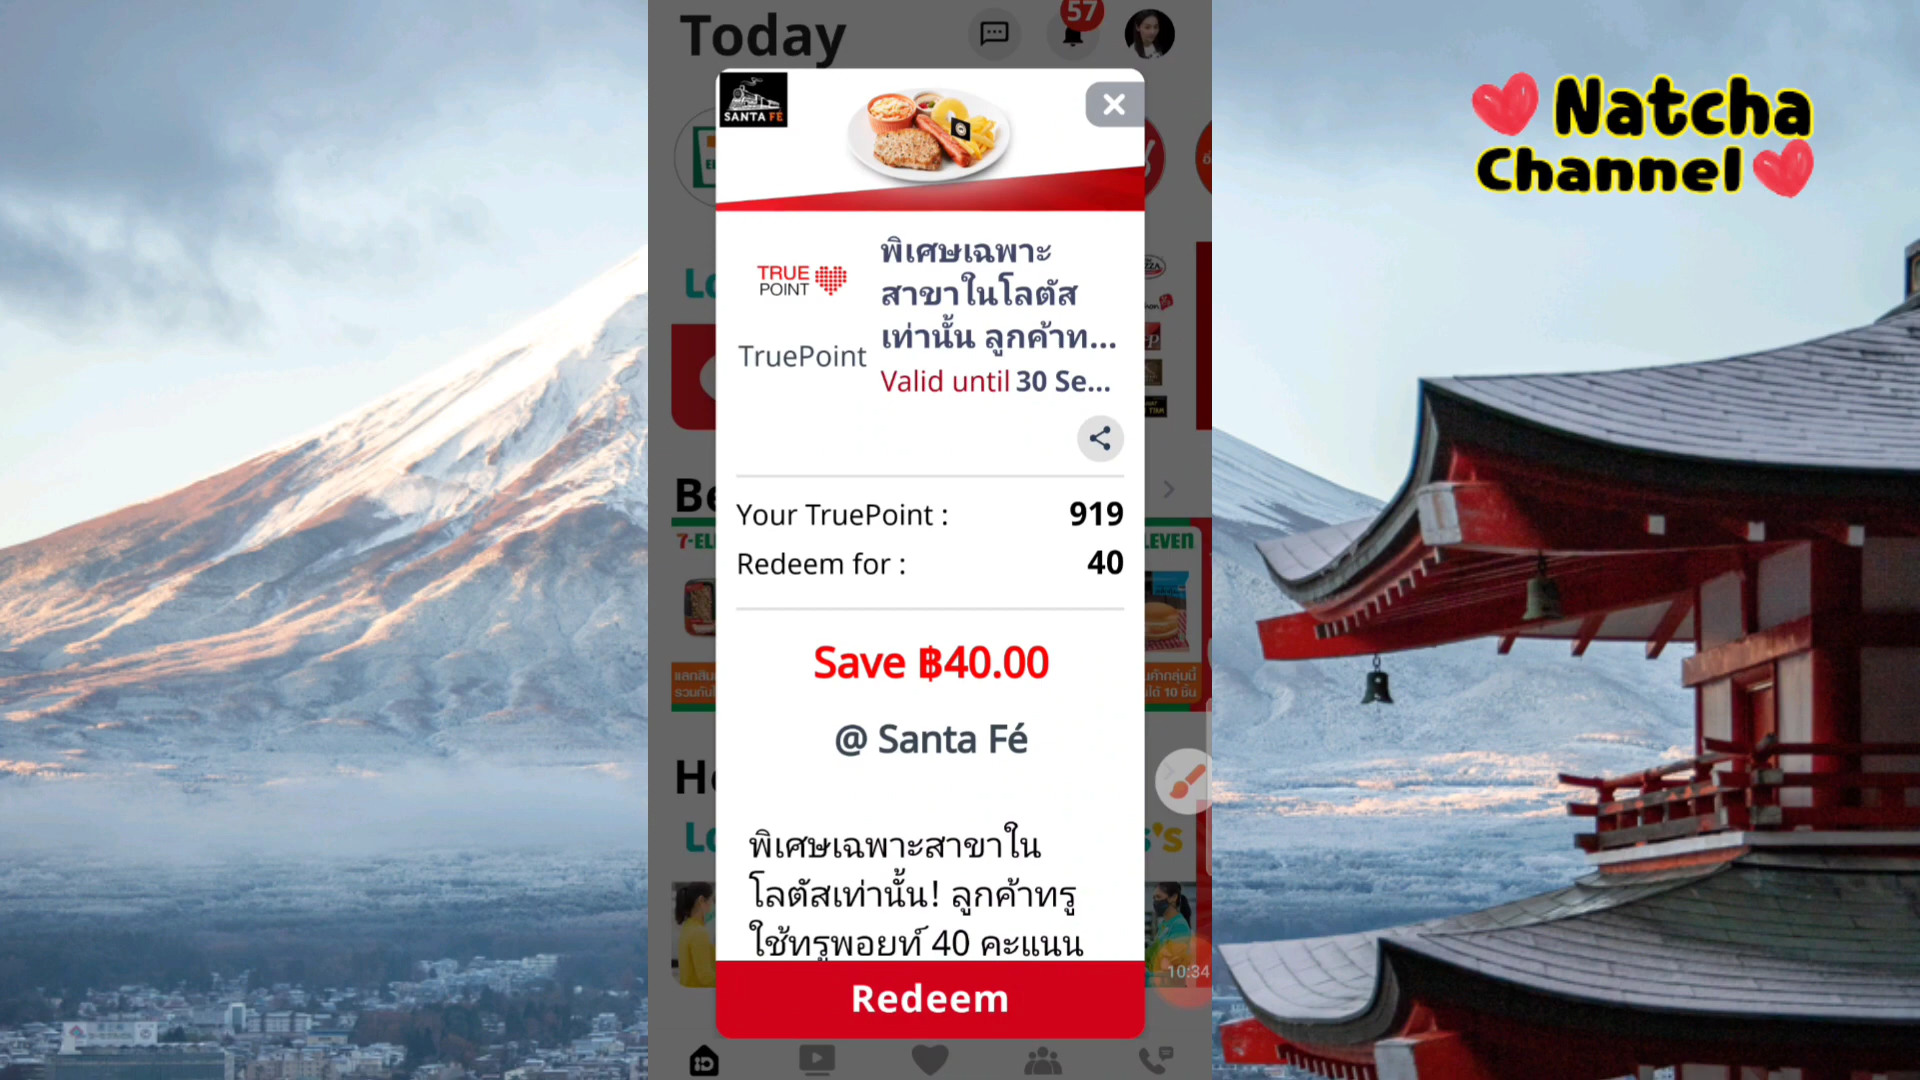 Today
57
Natcha
Channel
SANTA FE
TRUE
POINT
TruePoint
พิเศษเฉพาะ
สาขาในโลตัส
เท่านั้น ลูกค้าท...
Valid until 30 Se...
Your TruePoint : 919
Redeem for : 40
7-EL
EVEN
Save ฿40.00
@ Santa Fé
พิเศษเฉพาะสาขาใน
โลตัสเท่านั้น! ลูกค้าทรู
ใช้ทรูพอยท์ 40 คะแนน
10:34
Redeem